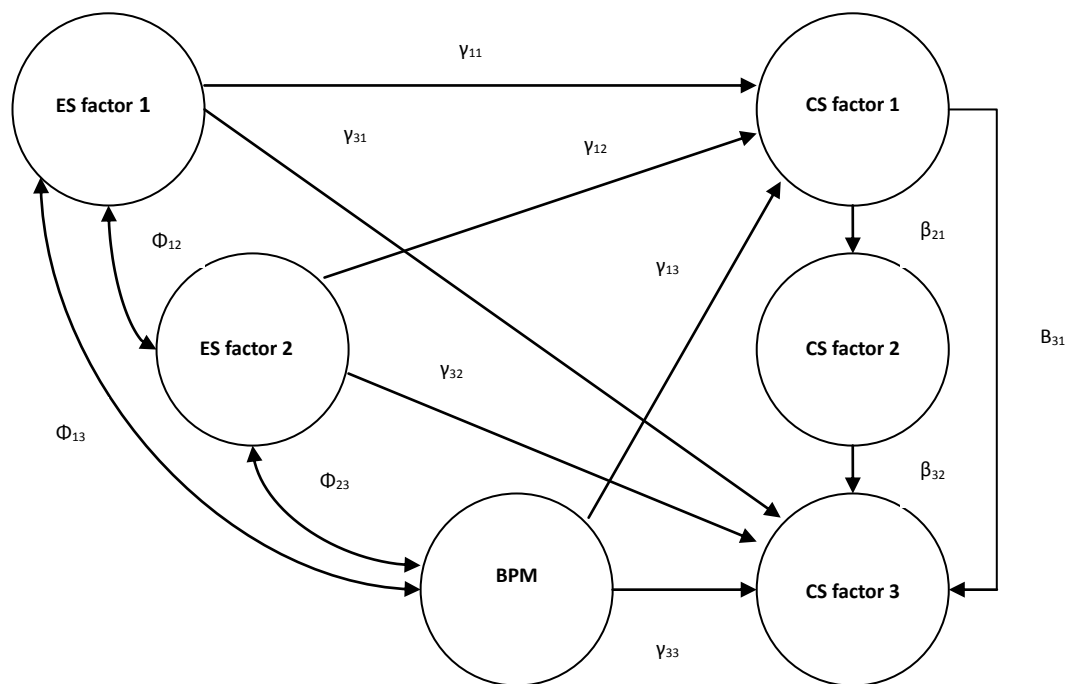 γ₁₁
ES factor 1
CS factor 1
γ₃₁
γ₁₂
Φ₁₂
β₂₁
γ₁₃
ES factor 2
CS factor 2
B₃₁
γ₃₂
Φ₁₃
Φ₂₃
β₃₂
BPM
CS factor 3
γ₃₃